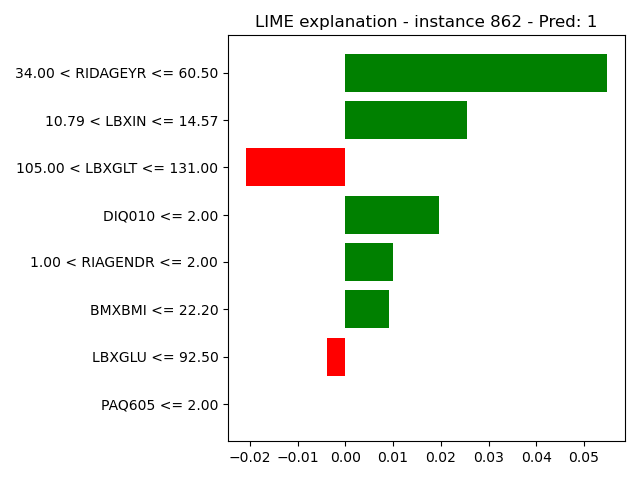 LIME explanation - instance 862 - Pred: 1
34.00 < RIDAGEYR <= 60.50
10.79 < LBXIN <= 14.57
105.00 < LBXGLT <= 131.00
DIQ010 <= 2.00
1.00 < RIAGENDR <= 2.00
BMXBMI <= 22.20
LBXGLU <= 92.50
PAQ605 <= 2.00
−0.02 −0.01 0.00 0.01 0.02 0.03 0.04 0.05